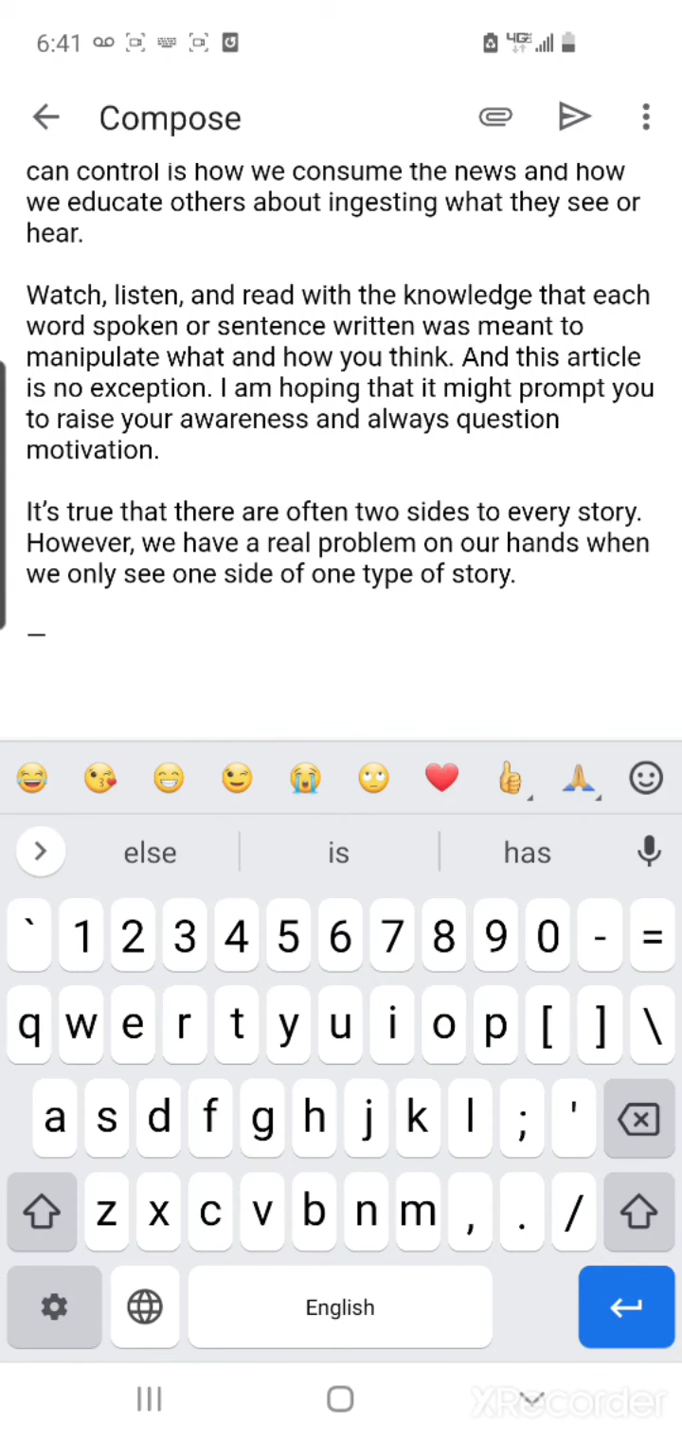 6:41
4GE
Compose
can control is how we consume the news and how
we educate others about ingesting what they see or
hear.
Watch, listen, and read with the knowledge that each
word spoken or sentence written was meant to
manipulate what and how you think. And this article
is no exception. I am hoping that it might prompt you
to raise your awareness and always question
motivation.
It’s true that there are often two sides to every story.
However, we have a real problem on our hands when
we only see one side of one type of story.
—
else is has
` 1 2 3 4 5 6 7 8 9 0 - =
q w e r t y u i o p [ ] \
a s d f g h j k l ; '
z x c v b n m , . /
English
XRecorder